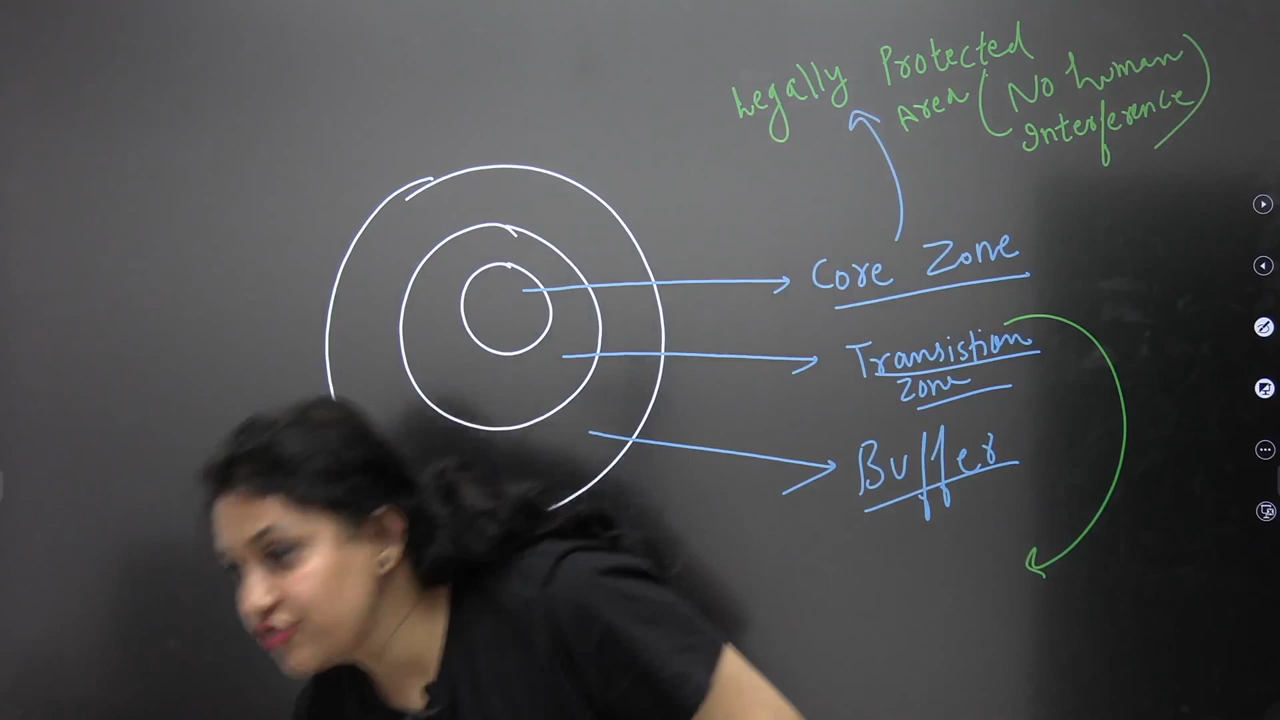 Legally Protected
Area (No human
Interference)
Core Zone
Transistion
Zone
Buffer